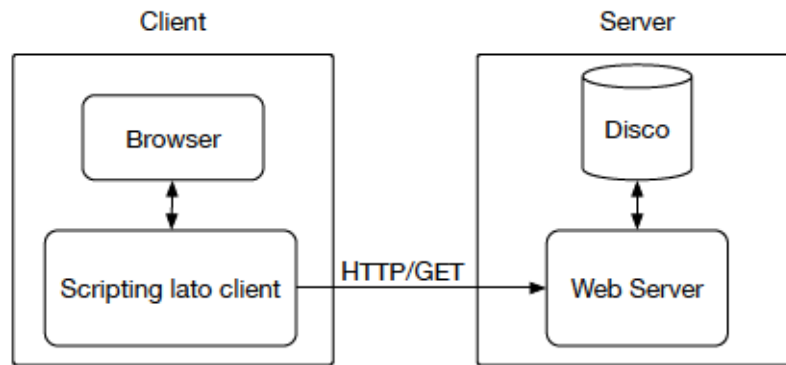 Client
Server
Browser
Disco
Scripting lato client
HTTP/GET
Web Server